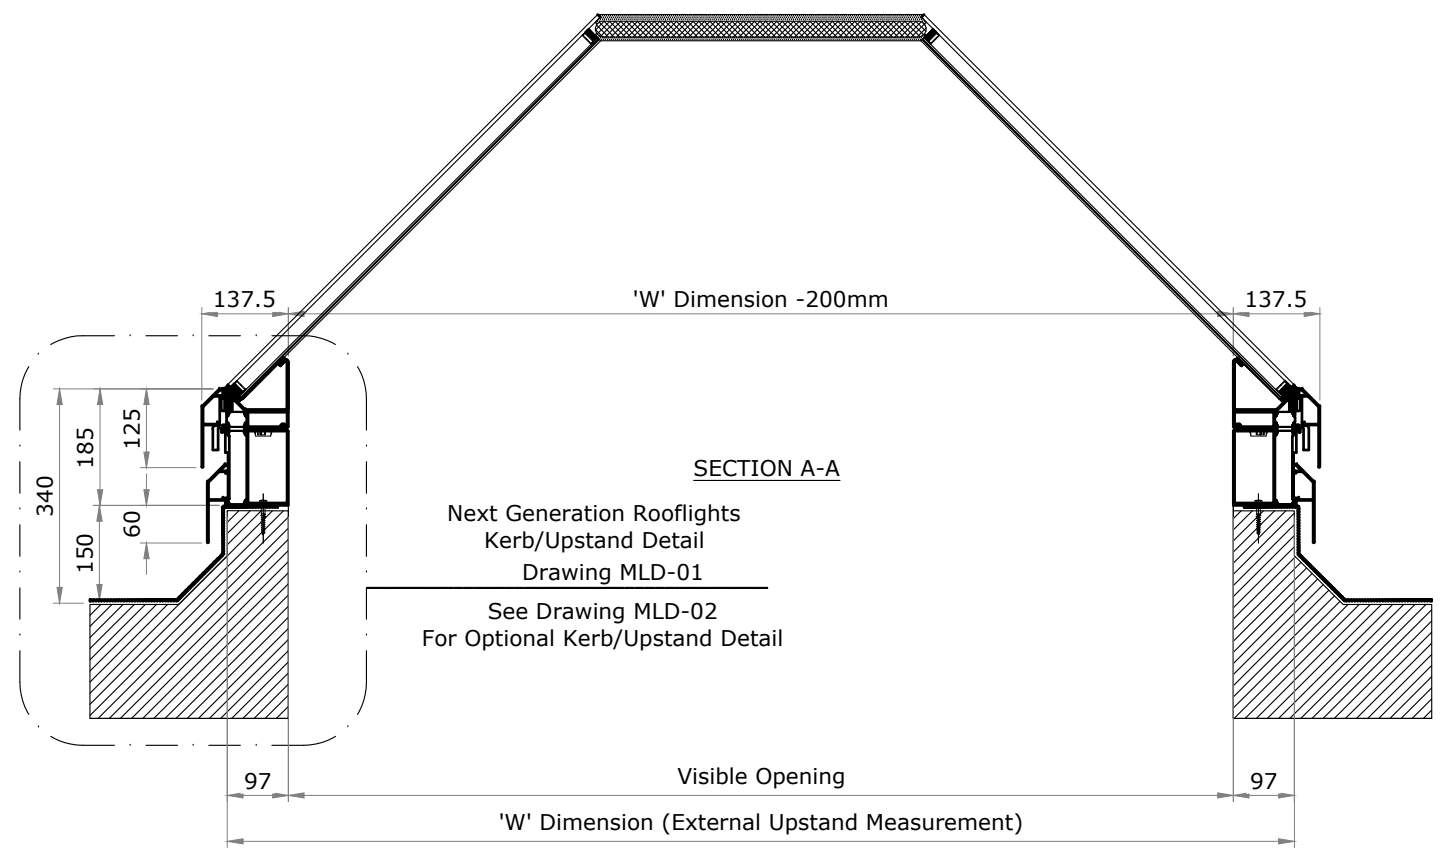 137.5
'W' Dimension -200mm
137.5
340
185
125
60
150
SECTION A-A
Next Generation Rooflights
Kerb/Upstand Detail
Drawing MLD-01
See Drawing MLD-02
For Optional Kerb/Upstand Detail
97
Visible Opening
97
'W' Dimension (External Upstand Measurement)